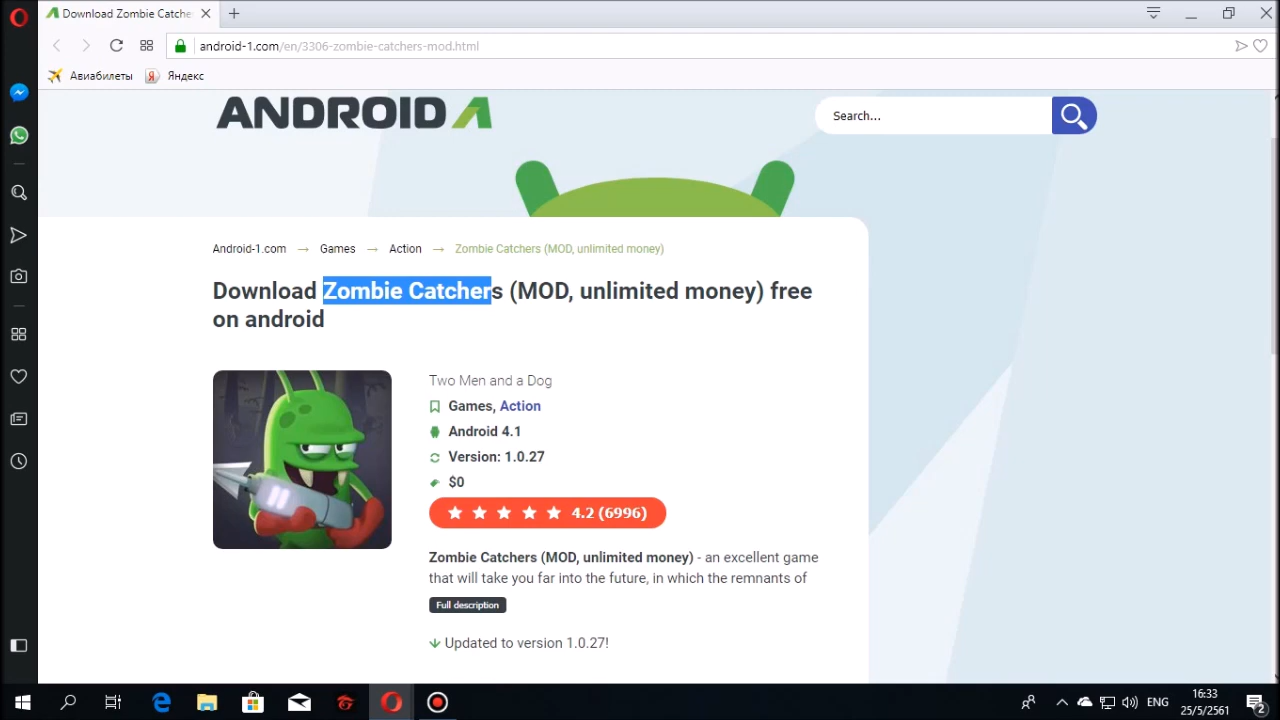 Download Zombie Catche
android-1.com/en/3306-zombie-catchers-mod.html
Авиабилеты Яндекс
ANDROID
Search...
Android-1.com → Games → Action → Zombie Catchers (MOD, unlimited money)
Download Zombie Catchers (MOD, unlimited money) free
on android
Two Men and a Dog
Games, Action
Android 4.1
Version: 1.0.27
$0
4.2 (6996)
Zombie Catchers (MOD, unlimited money) - an excellent game
that will take you far into the future, in which the remnants of
Full description
Updated to version 1.0.27!
ENG
16:33
25/5/2561
2